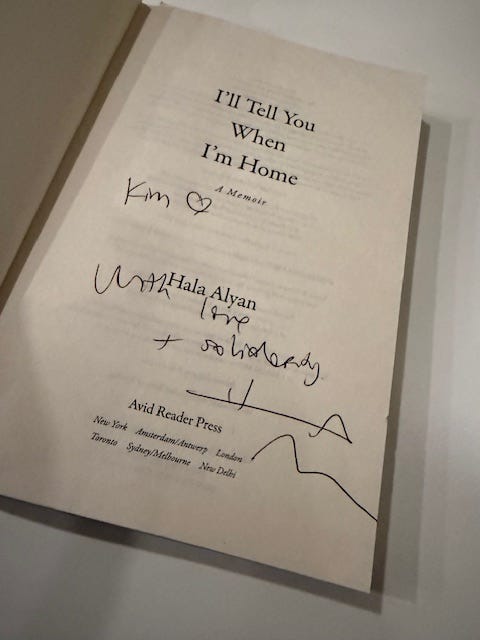 I'll Tell You
When
I'm Home
A Memoir
Kim ♡
Hala Alyan
With love
+ solidarity
Avid Reader Press
New York Amsterdam/Antwerp London
Toronto Sydney/Melbourne New Delhi